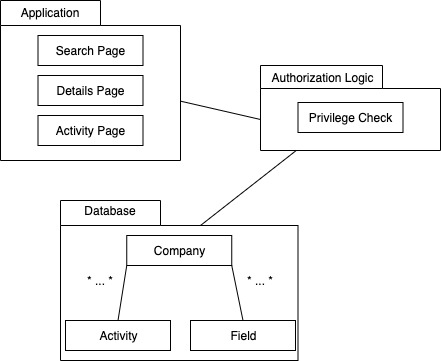 Application
Search Page
Details Page
Activity Page
Authorization Logic
Privilege Check
Database
Company
* ... *
* ... *
Activity
Field